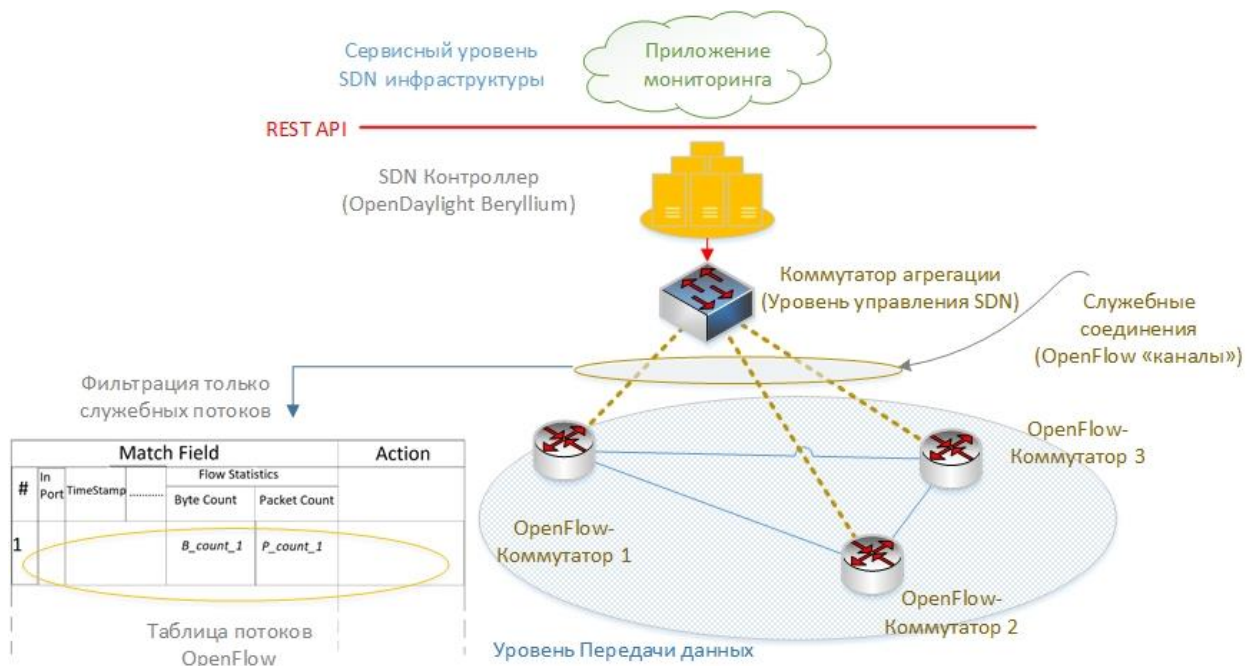 Сервисный уровень
SDN инфраструктуры
Приложение
мониторинга
REST API
SDN Контроллер
(OpenDaylight Beryllium)
Коммутатор агрегации
(Уровень управления SDN)
Служебные
соединения
(OpenFlow «каналы»)
Фильтрация только
служебных потоков
Match Field
Action
#
In
Port
TimeStamp
...........
Flow Statistics
Byte Count
Packet Count
1
B_count_1
P_count_1
Таблица потоков
OpenFlow
OpenFlow-
Коммутатор 1
OpenFlow-
Коммутатор 3
OpenFlow-
Коммутатор 2
Уровень Передачи данных